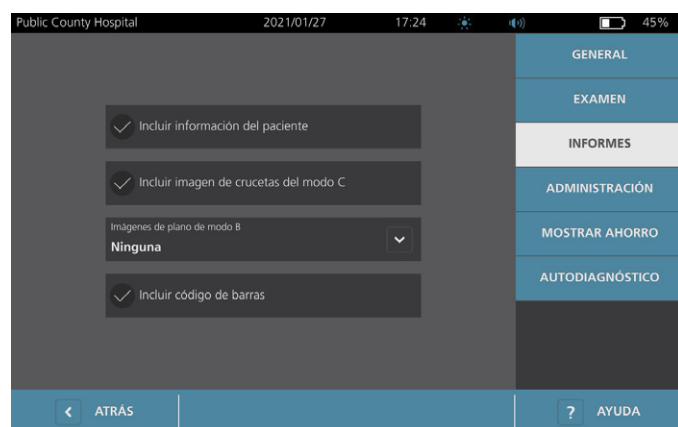 Public County Hospital 2021/01/27 17:24 45%
GENERAL
EXAMEN
INFORMES
ADMINISTRACIÓN
MOSTRAR AHORRO
AUTODIAGNÓSTICO
Incluir información del paciente
Incluir imagen de crucetas del modo C
Imágenes de plano de modo B
Ninguna
Incluir código de barras
ATRÁS
? AYUDA